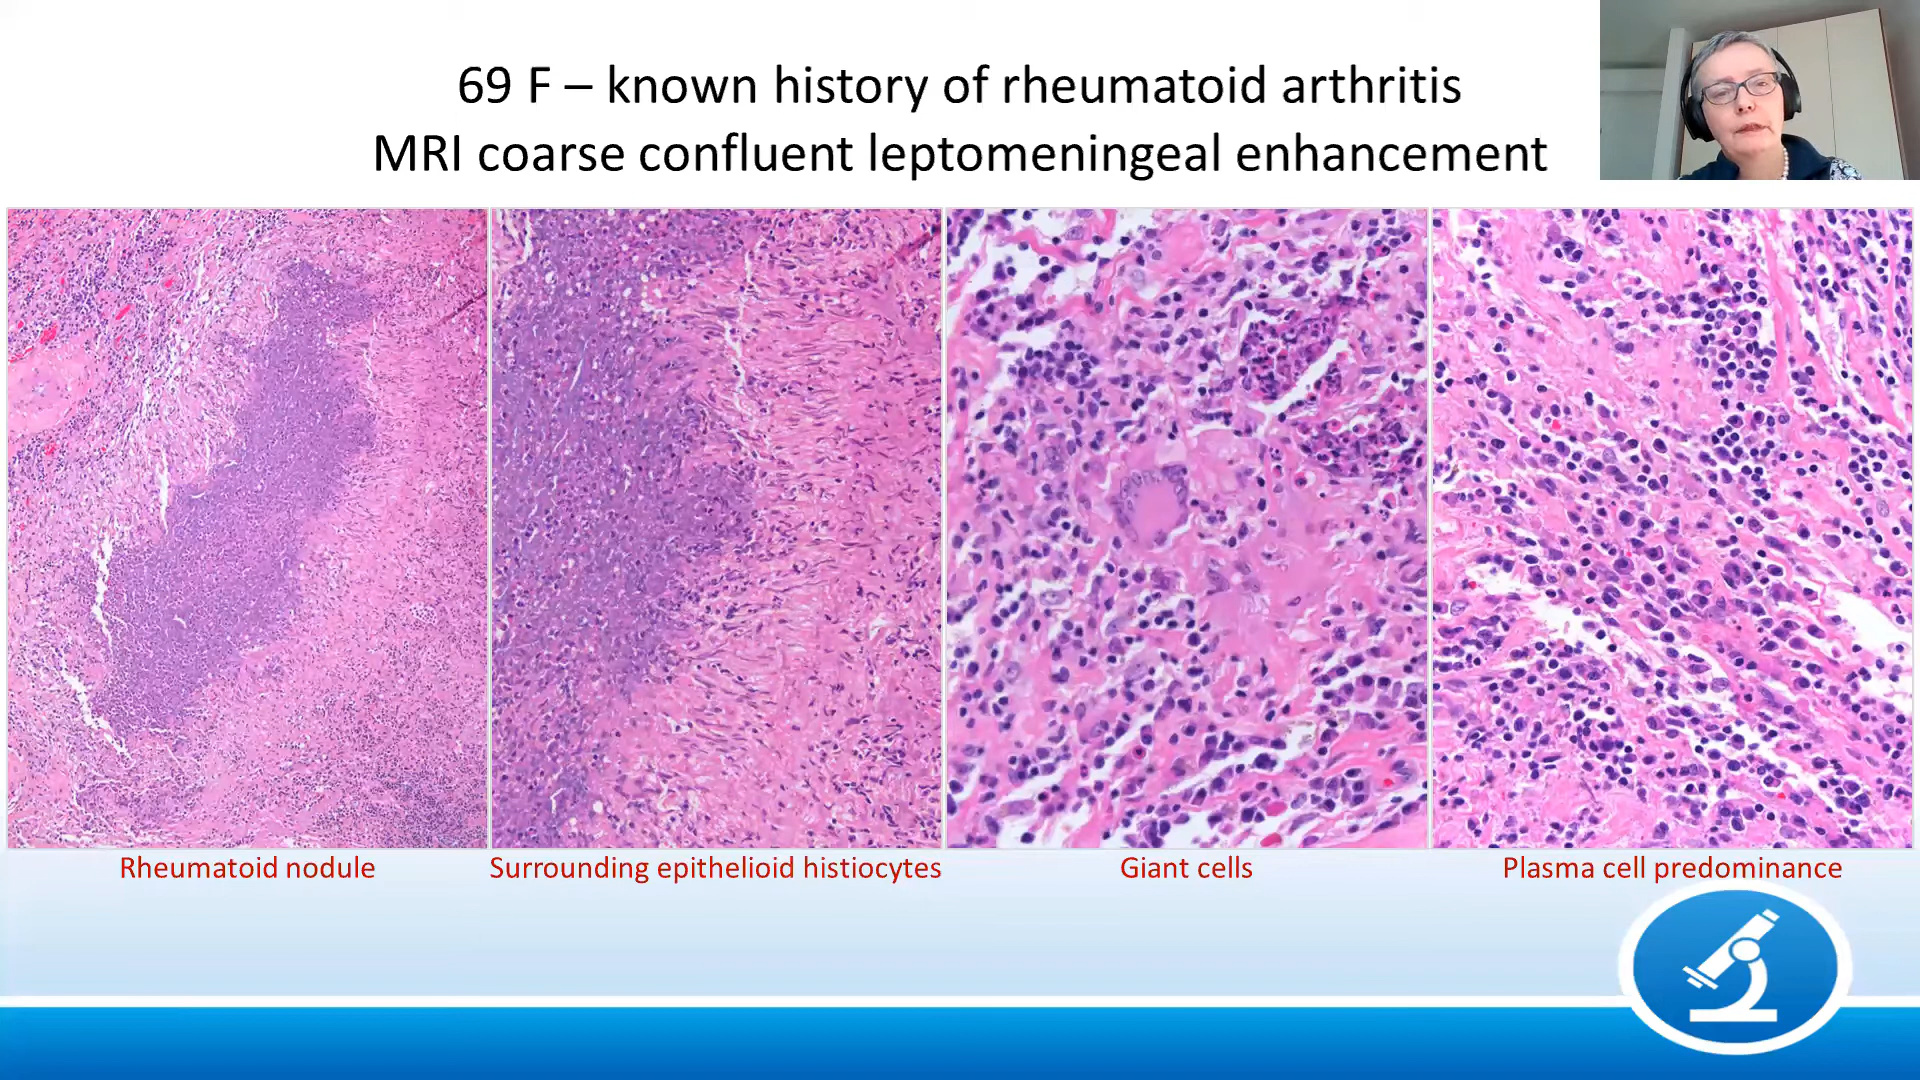 69 F – known history of rheumatoid arthritis
MRI coarse confluent leptomeningeal enhancement
Rheumatoid nodule
Surrounding epithelioid histiocytes
Giant cells
Plasma cell predominance